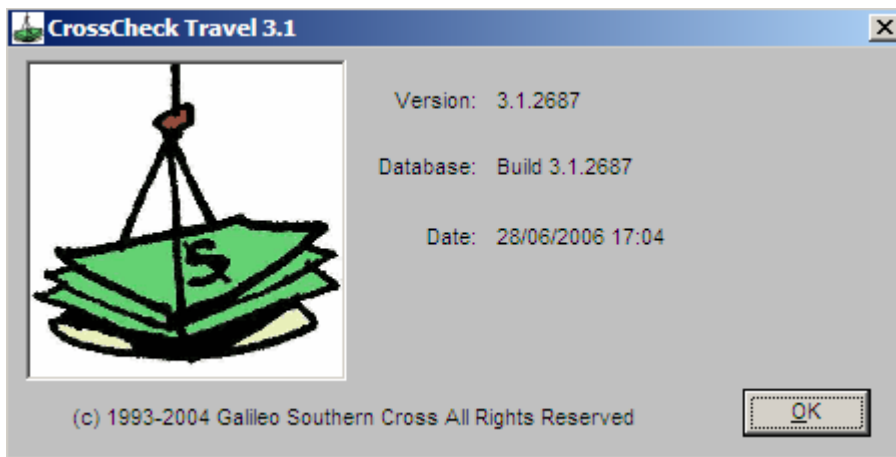 CrossCheck Travel 3.1
Version: 3.1.2687
Database: Build 3.1.2687
Date: 28/06/2006 17:04
$
(c) 1993-2004 Galileo Southern Cross All Rights Reserved
OK